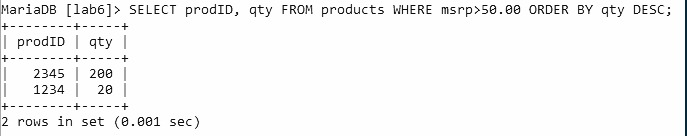 MariaDB [lab6]> SELECT prodID, qty FROM products WHERE msrp>50.00 ORDER BY qty DESC;
+--------+-----+
| prodID | qty |
+--------+-----+
|   2345 | 200 |
|   1234 |  20 |
+--------+-----+
2 rows in set (0.001 sec)